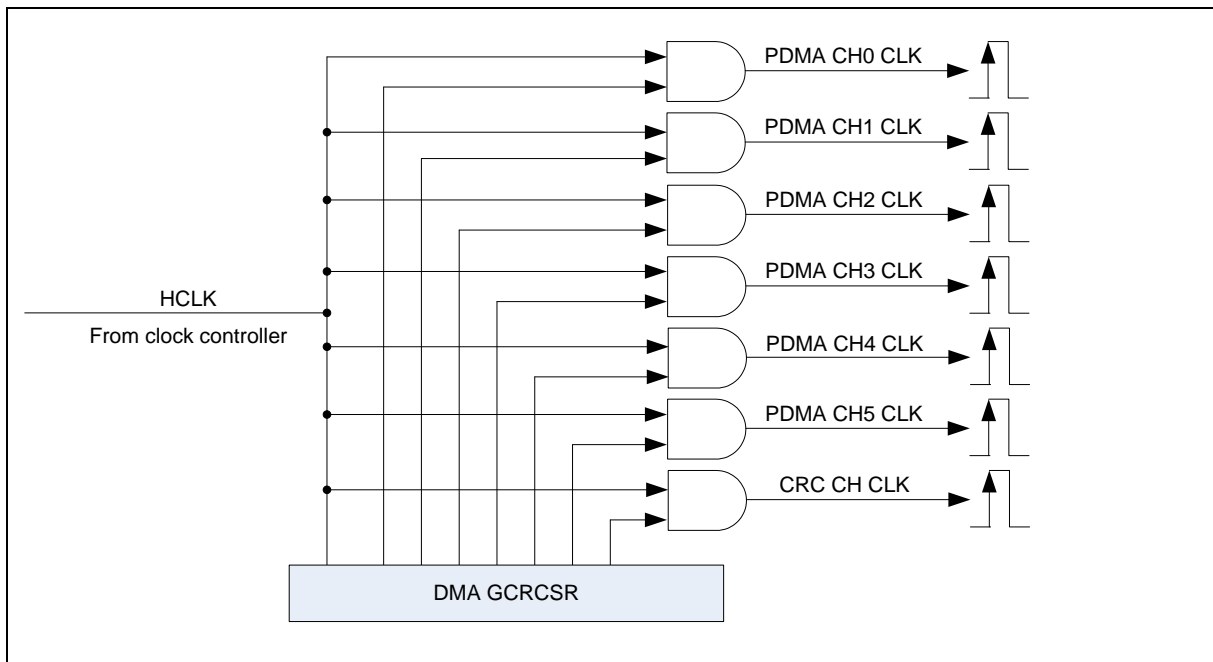 PDMA CH0 CLK
PDMA CH1 CLK
PDMA CH2 CLK
PDMA CH3 CLK
HCLK
From clock controller
PDMA CH4 CLK
PDMA CH5 CLK
CRC CH CLK
DMA GCRCSR